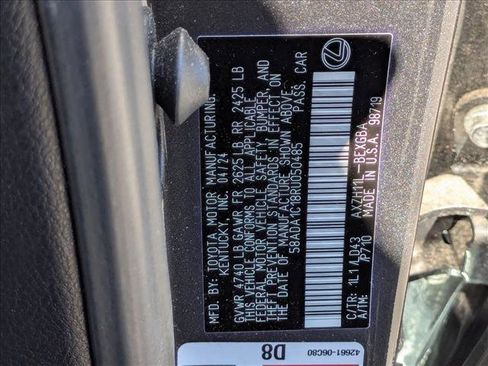 MFD. BY: TOYOTA MOTOR MANUFACTURING.
KENTUCKY, INC. 04/24
GVWR 4740 LB GAWR FR 2625 LB RR 2425 LB
THIS VEHICLE CONFORMS TO ALL APPLICABLE
FEDERAL MOTOR VEHICLE SAFETY, BUMPER, AND
THEFT PREVENTION STANDARDS IN EFFECT ON
THE DATE OF MANUFACTURE SHOWN ABOVE.
58ADA1C18RU050485 PASS. CAR
AXZH11L-BEXGBA
C/TR: 1L1/L043 MADE IN U.S.A. 98719
A/TM: /P710
42661-06C80
D8